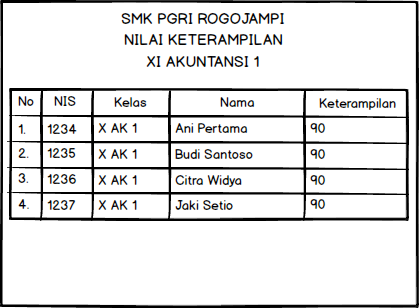 SMK PGRI ROGOJAMPI
NILAI KETERAMPILAN
XI AKUNTANSI 1
No NIS Kelas Nama Keterampilan
1. 1234 X AK 1 Ani Pertama 90
2. 1235 X AK 1 Budi Santoso 90
3. 1236 X AK 1 Citra Widya 90
4. 1237 X AK 1 Jaki Setio 90